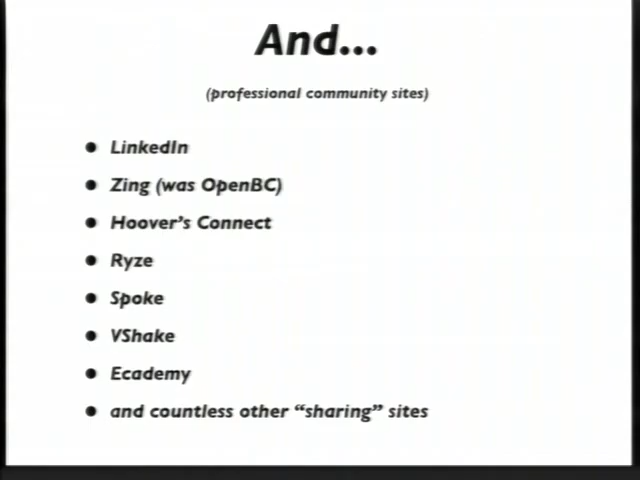 And...
(professional community sites)
• LinkedIn
• Zing (was OpenBC)
• Hoover's Connect
• Ryze
• Spoke
• VShake
• Ecademy
• and countless other “sharing” sites